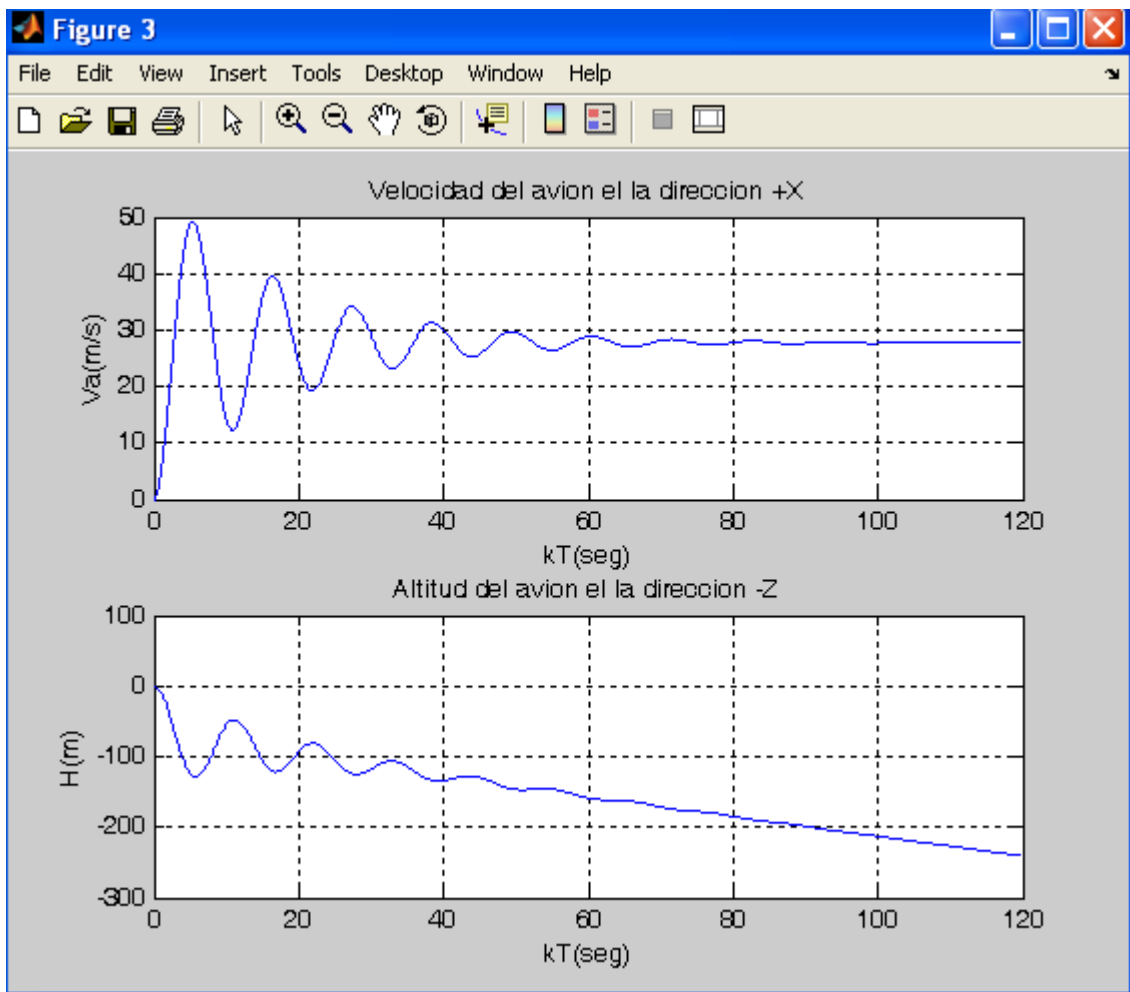 Figure 3
File Edit View Insert Tools Desktop Window Help
Velocidad del avion el la direccion +X
50
40
30
20
10
0
Va(m/s)
0 20 40 60 80 100 120
kT(seg)
Altitud del avion el la direccion -Z
100
0
-100
-200
-300
H(m)
0 20 40 60 80 100 120
kT(seg)